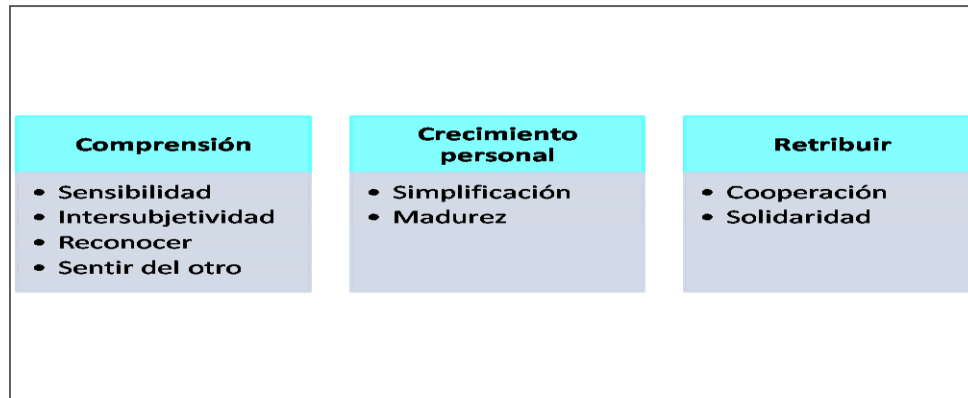 Comprensión
• Sensibilidad
• Intersubjetividad
• Reconocer
• Sentir del otro
Crecimiento
personal
• Simplificación
• Madurez
Retribuir
• Cooperación
• Solidaridad